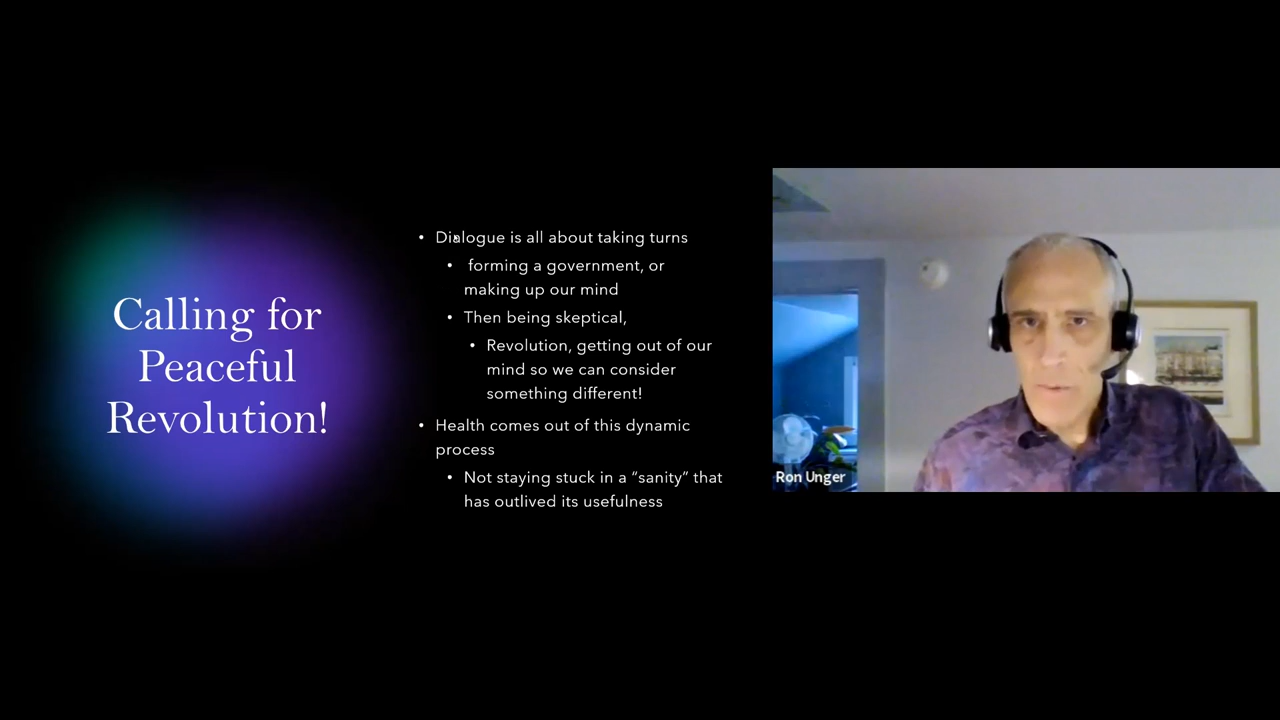 Calling for
Peaceful
Revolution!
• Dialogue is all about taking turns
• forming a government, or
making up our mind
• Then being skeptical,
• Revolution, getting out of our
mind so we can consider
something different!
• Health comes out of this dynamic
process
• Not staying stuck in a “sanity” that
has outlived its usefulness
Ron Unger